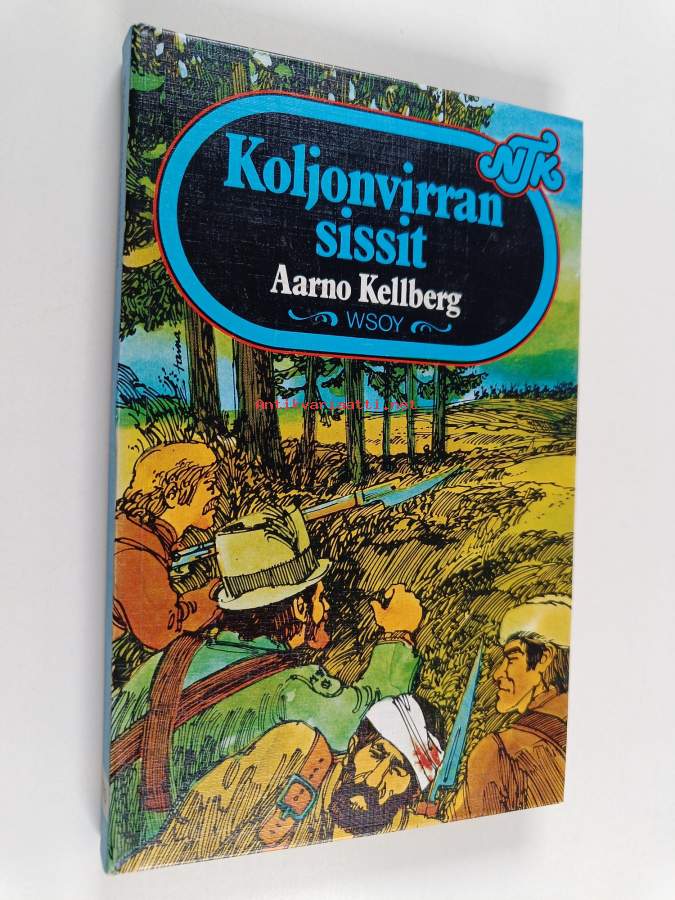 NTK
Koljonvirran
sissit
Aarno Kellberg
WSOY
Antikvariaatti.net